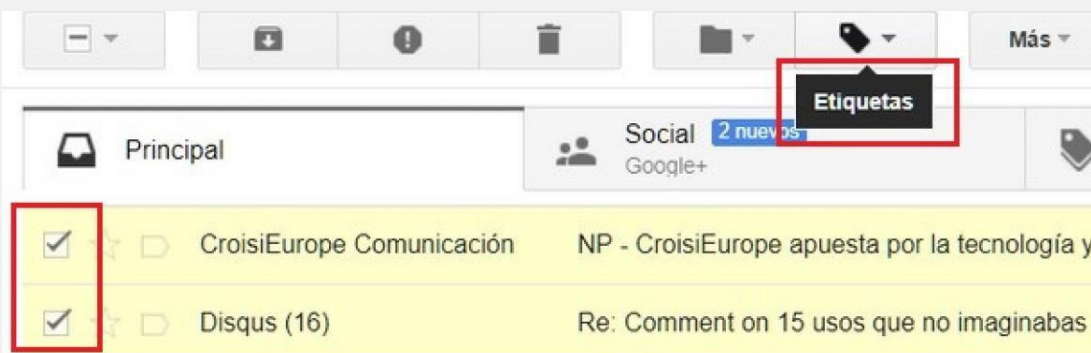 Más
Etiquetas
Principal
Social 2 nuevos
Google+
CroisiEurope Comunicación NP - CroisiEurope apuesta por la tecnología y
Disqus (16) Re: Comment on 15 usos que no imaginabas